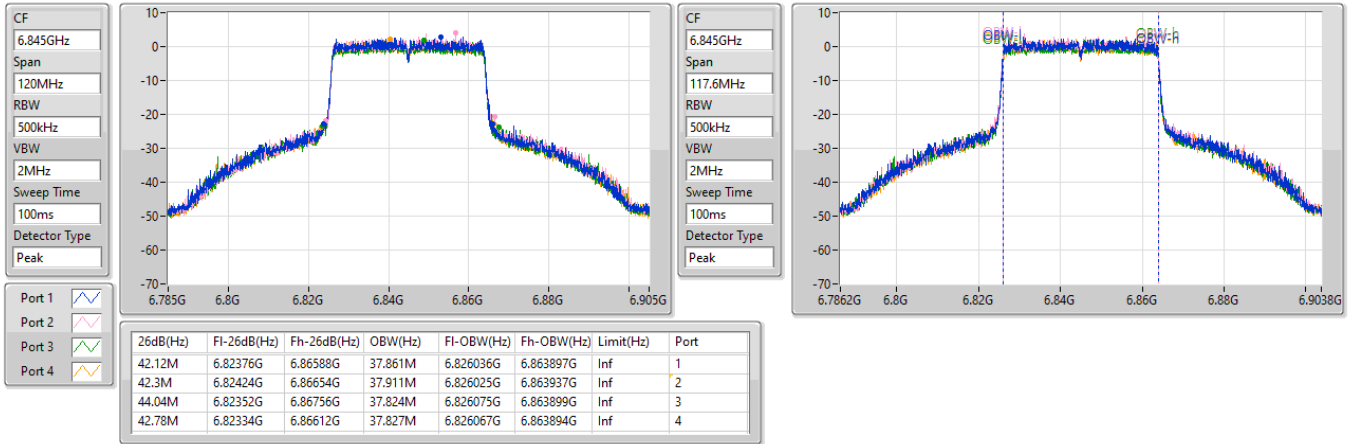 CF
6.845GHz
Span
120MHz
RBW
500kHz
VBW
2MHz
Sweep Time
100ms
Detector Type
Peak
10
0
-10
-20
-30
-40
-50
-60
-70
6.785G 6.8G 6.82G 6.84G 6.86G 6.88G 6.905G
CF
6.845GHz
Span
117.6MHz
RBW
500kHz
VBW
2MHz
Sweep Time
100ms
Detector Type
Peak
10
0
-10
-20
-30
-40
-50
-60
-70
OBW-l OBW-h
6.7862G 6.8G 6.82G 6.84G 6.86G 6.88G 6.9038G
Port 1
Port 2
Port 3
Port 4
26dB(Hz) Fl-26dB(Hz) Fh-26dB(Hz) OBW(Hz) Fl-OBW(Hz) Fh-OBW(Hz) Limit(Hz) Port
42.12M 6.82376G 6.86588G 37.861M 6.826036G 6.863897G Inf 1
42.3M 6.82424G 6.86654G 37.911M 6.826025G 6.863937G Inf 2
44.04M 6.82352G 6.86756G 37.824M 6.826075G 6.863899G Inf 3
42.78M 6.82334G 6.86612G 37.827M 6.826067G 6.863894G Inf 4